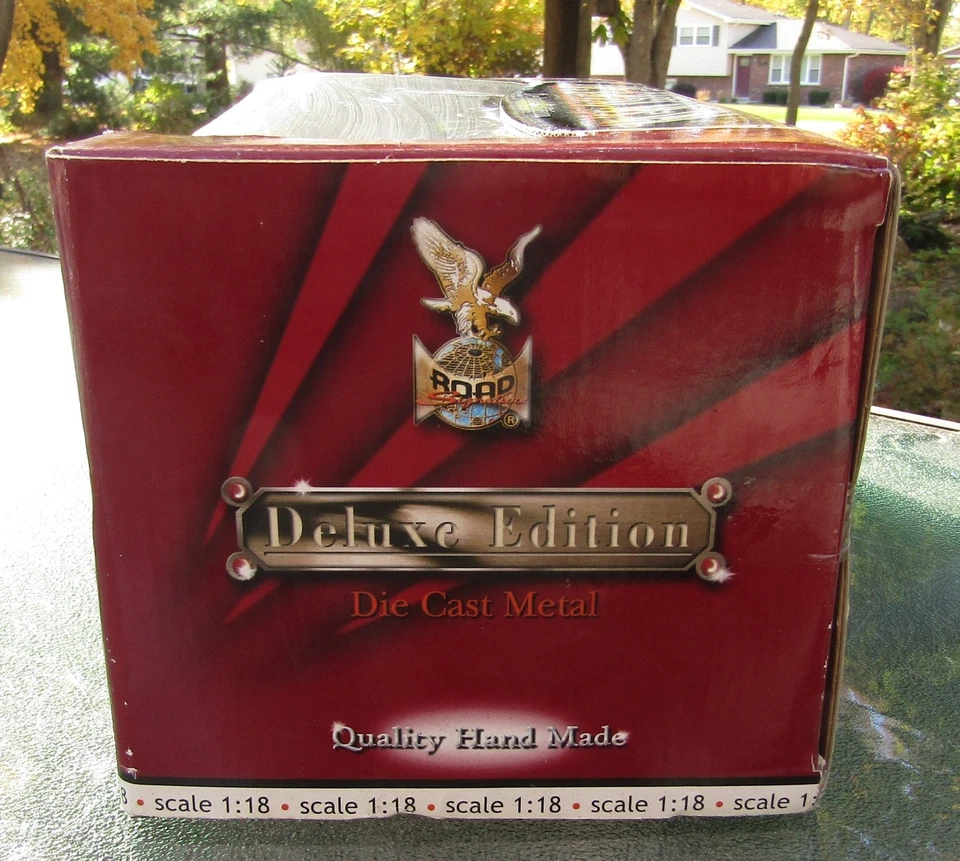 ROAD
Signature
®
Deluxe Edition
Die Cast Metal
Quality Hand Made
8 • scale 1:18 • scale 1:18 • scale 1:18 • scale 1:18 • scale 1: